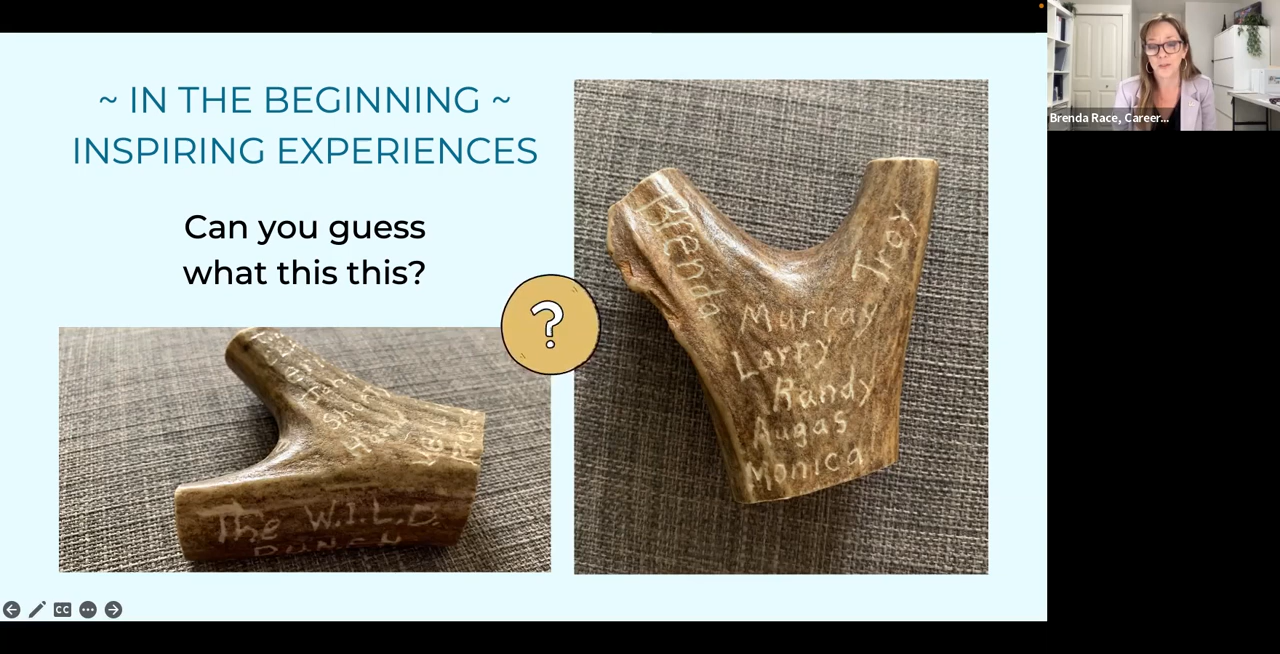 ~ IN THE BEGINNING ~
INSPIRING EXPERIENCES
Can you guess
what this this?
?
The W.I.L.D.
Brenda
Troy
Murray
Larry
Randy
Augas
Monica
Brenda Race, Career...
CC